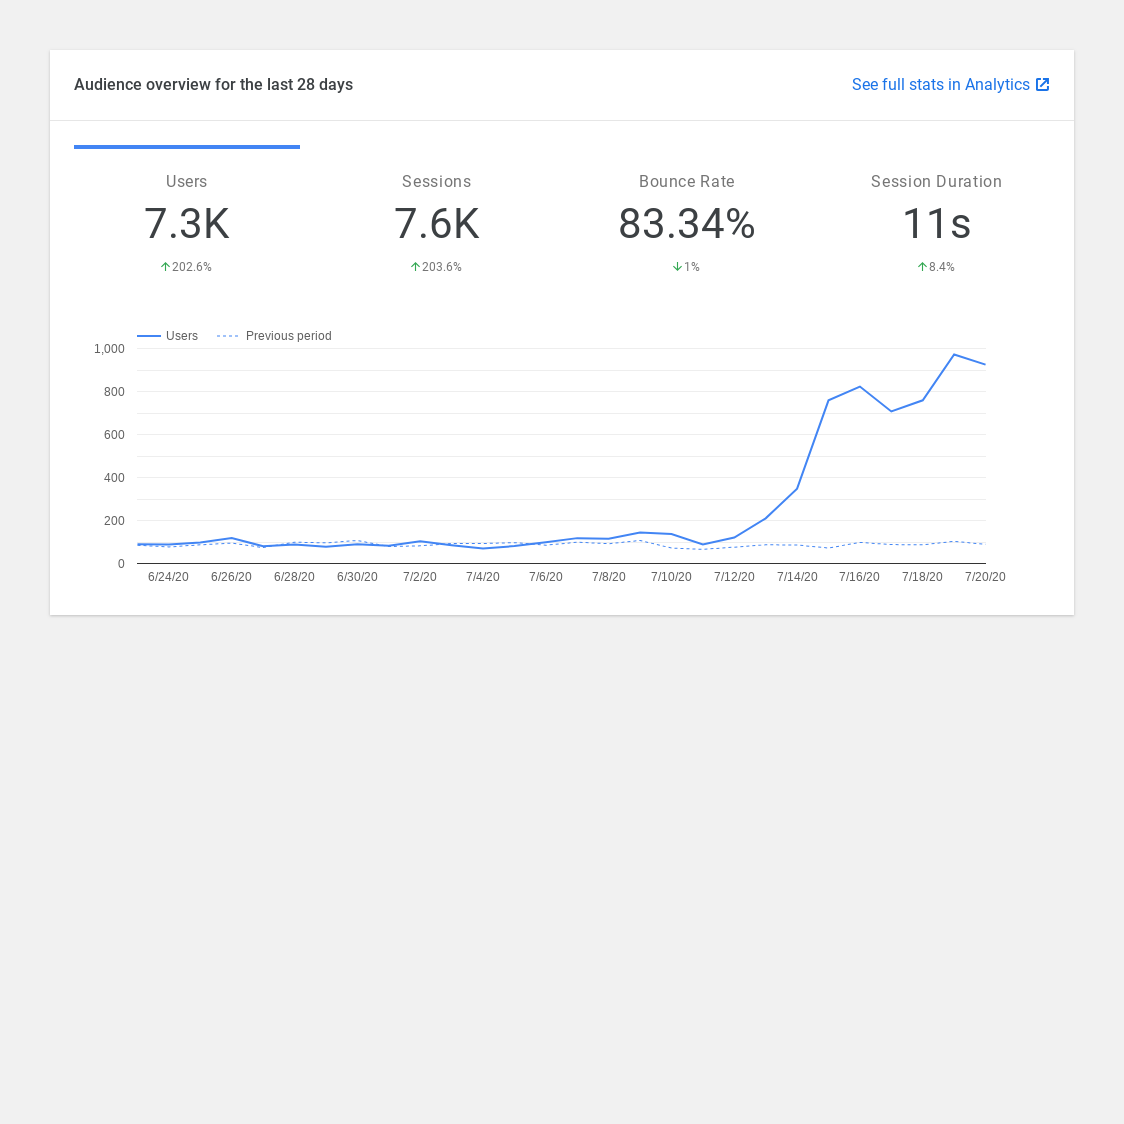 Audience overview for the last 28 days
See full stats in Analytics
Users
Sessions
Bounce Rate
Session Duration
7.3K
7.6K
83.34%
11s
202.6%
203.6%
1%
8.4%
Users
Previous period
1,000
800
600
400
200
0
6/24/20
6/26/20
6/28/20
6/30/20
7/2/20
7/4/20
7/6/20
7/8/20
7/10/20
7/12/20
7/14/20
7/16/20
7/18/20
7/20/20